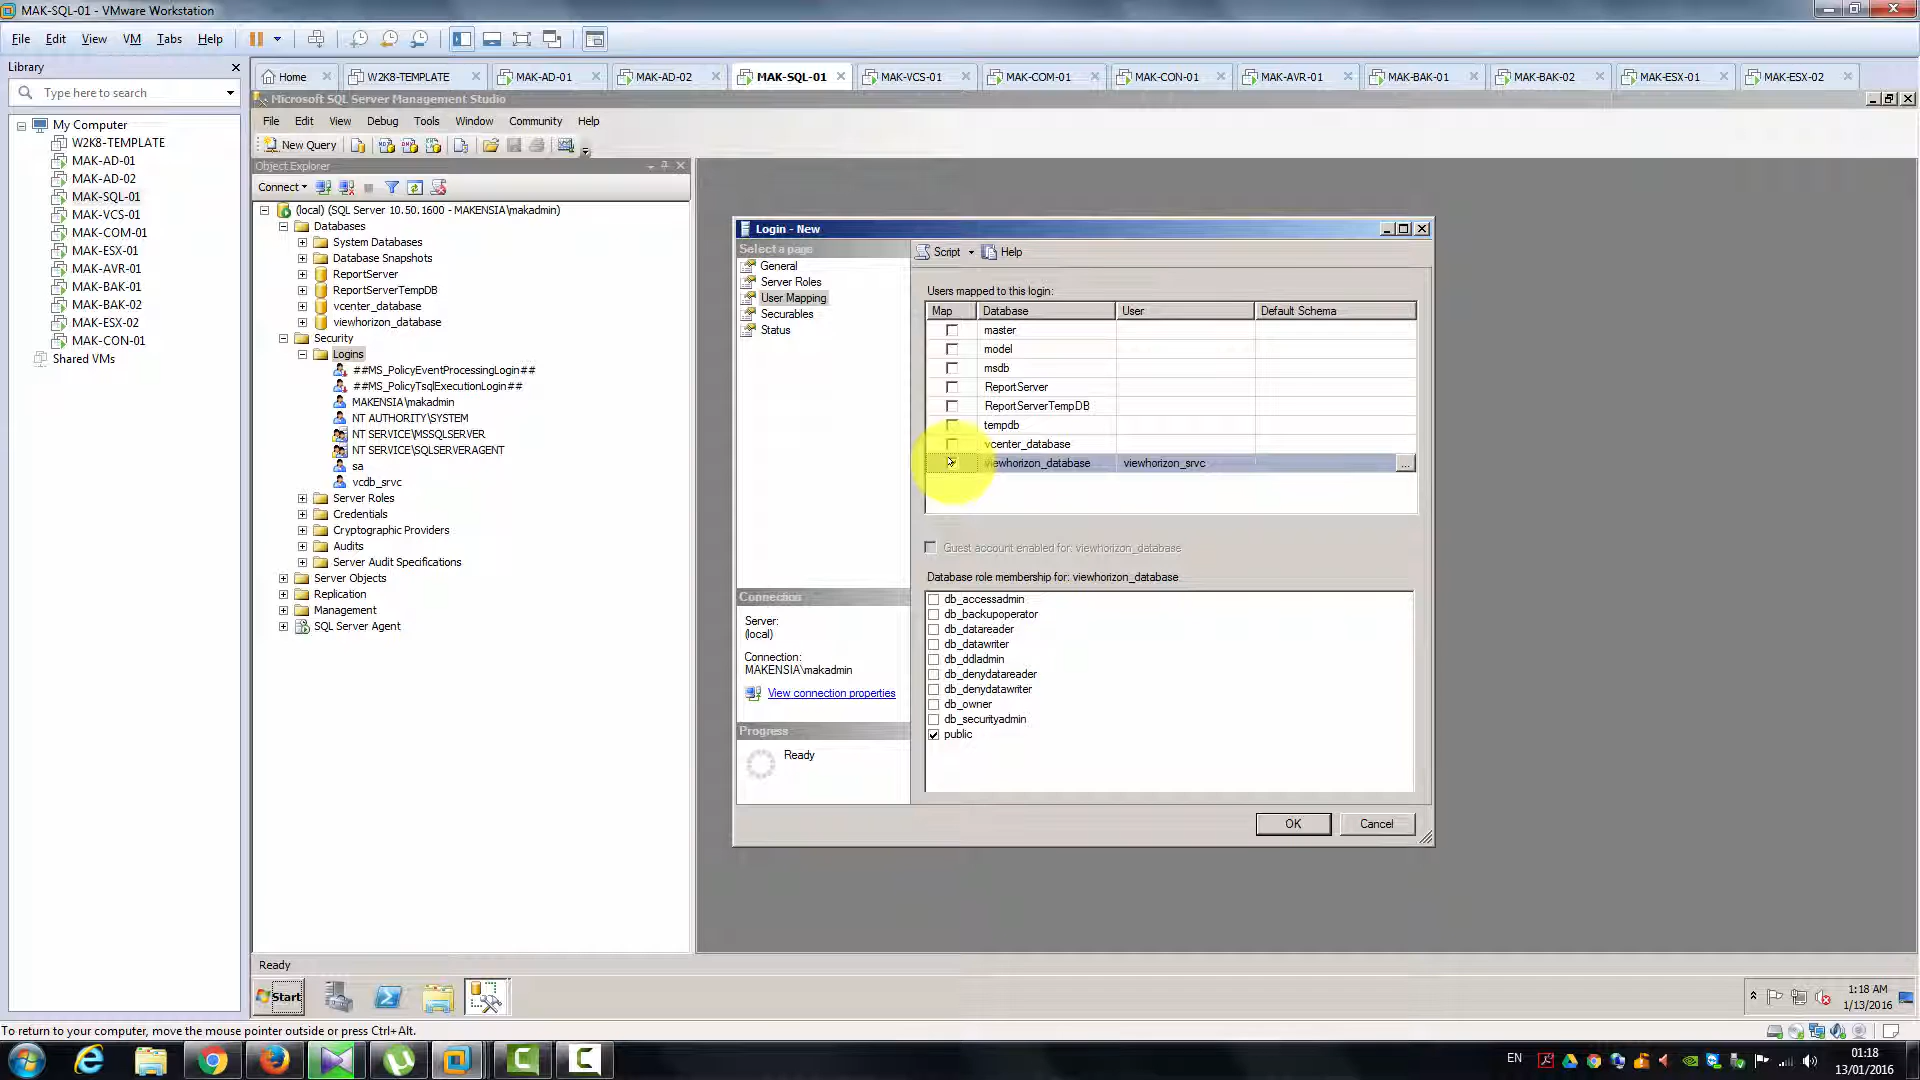 MAK-SQL-01 - VMware Workstation
File Edit View VM Tabs Help
Library
Type here to search
My Computer
W2K8-TEMPLATE
MAK-AD-01
MAK-AD-02
MAK-SQL-01
MAK-VCS-01
MAK-COM-01
MAK-ESX-01
MAK-AVR-01
MAK-BAK-01
MAK-BAK-02
MAK-ESX-02
MAK-CON-01
Shared VMs
Home W2K8-TEMPLATE MAK-AD-01 MAK-AD-02 MAK-SQL-01 MAK-VCS-01 MAK-COM-01 MAK-CON-01 MAK-AVR-01 MAK-BAK-01 MAK-BAK-02 MAK-ESX-01 MAK-ESX-02
Microsoft SQL Server Management Studio
File Edit View Debug Tools Window Community Help
New Query
Object Explorer
Connect
(local) (SQL Server 10.50.1600 - MAKENSIA\makadmin)
Databases
System Databases
Database Snapshots
ReportServer
ReportServerTempDB
vcenter_database
viewhorizon_database
Security
Logins
##MS_PolicyEventProcessingLogin##
##MS_PolicyTsqlExecutionLogin##
MAKENSIA\makadmin
NT AUTHORITY\SYSTEM
NT SERVICE\MSSQLSERVER
NT SERVICE\SQLSERVERAGENT
sa
vcdb_srvc
Server Roles
Credentials
Cryptographic Providers
Audits
Server Audit Specifications
Server Objects
Replication
Management
SQL Server Agent
Login - New
Select a page
General
Server Roles
User Mapping
Securables
Status
Connection
Server:
(local)
Connection:
MAKENSIA\makadmin
View connection properties
Progress
Ready
Script Help
Users mapped to this login:
Map Database User Default Schema
master
model
msdb
ReportServer
ReportServerTempDB
tempdb
vcenter_database
viewhorizon_database viewhorizon_srvc ...
Guest account enabled for: viewhorizon_database
Database role membership for: viewhorizon_database
db_accessadmin
db_backupoperator
db_datareader
db_datawriter
db_ddladmin
db_denydatareader
db_denydatawriter
db_owner
db_securityadmin
public
OK Cancel
Ready
Start
1:18 AM
1/13/2016
To return to your computer, move the mouse pointer outside or press Ctrl+Alt.
EN
01:18
13/01/2016